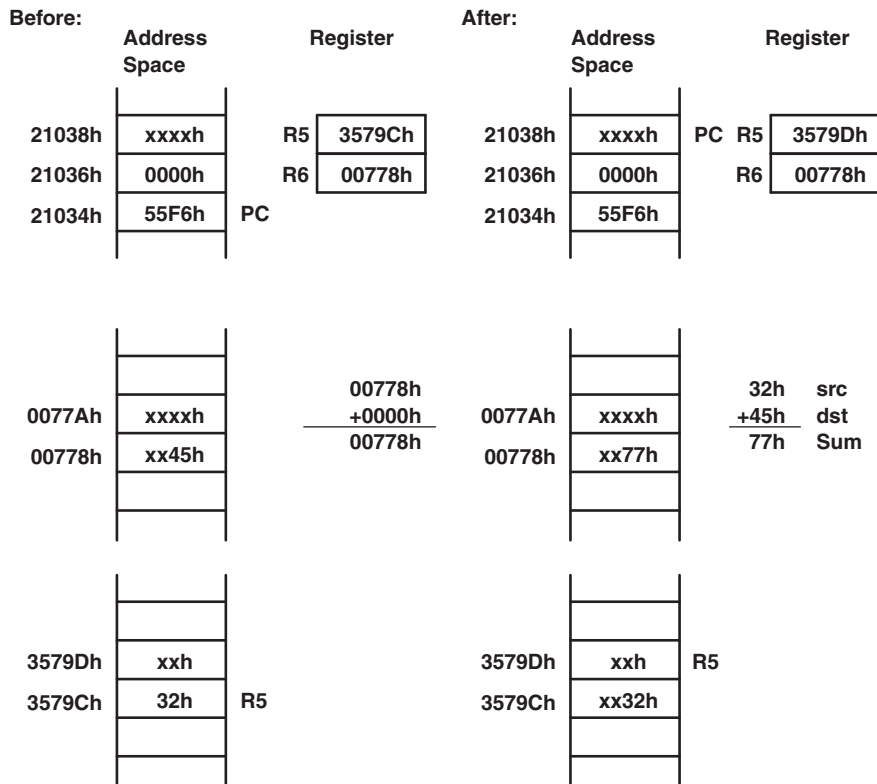 Before: After:
Address Register Address Register
Space Space
21038h xxxxh R5 3579Ch 21038h xxxxh PC R5 3579Dh
21036h 0000h R6 00778h 21036h 0000h R6 00778h
21034h 55F6h PC 21034h 55F6h
00778h 32h src
0077Ah xxxxh +0000h 0077Ah xxxxh +45h dst
00778h xx45h 00778h 00778h xx77h 77h Sum
3579Dh xxh 3579Dh xxh R5
3579Ch 32h R5 3579Ch xx32h